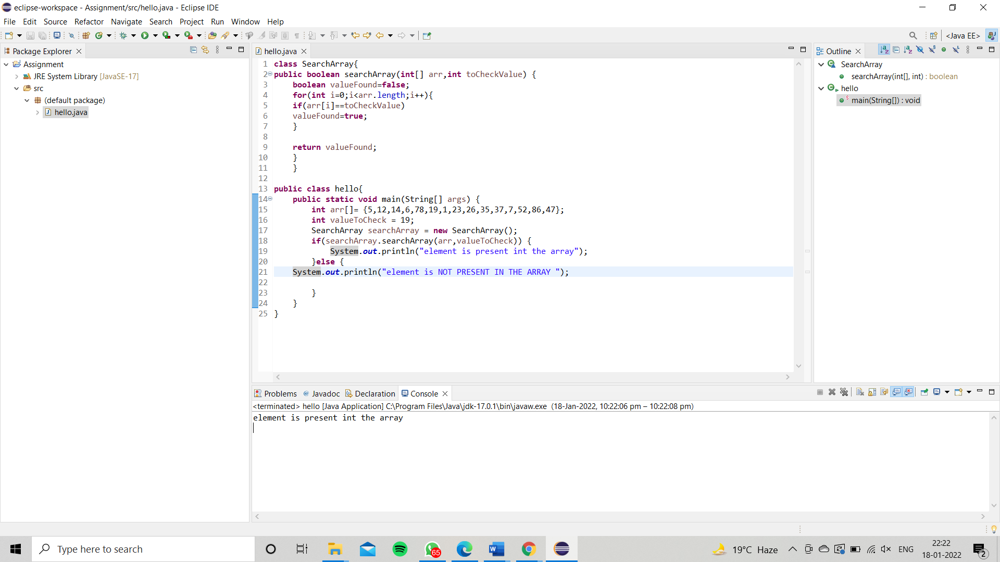 eclipse-workspace - Assignment/src/hello.java - Eclipse IDE
File Edit Source Refactor Navigate Search Project Run Window Help
<Java EE>
Package Explorer
Assignment
JRE System Library [JavaSE-17]
src
(default package)
hello.java
hello.java
1 class SearchArray{
2 public boolean searchArray(int[] arr,int toCheckValue) {
3 boolean valueFound=false;
4 for(int i=0;i<arr.length;i++){
5 if(arr[i]==toCheckValue)
6 valueFound=true;
7 }
8
9 return valueFound;
10 }
11 }
12
13 public class hello{
14 public static void main(String[] args) {
15 int arr[]= {5,12,14,6,78,19,1,23,26,35,37,7,52,86,47};
16 int valueToCheck = 19;
17 SearchArray searchArray = new SearchArray();
18 if(searchArray.searchArray(arr,valueToCheck)) {
19 System.out.println("element is present int the array");
20 }else {
21 System.out.println("element is NOT PRESENT IN THE ARRAY ");
22
23 }
24 }
25 }
Outline
SearchArray
searchArray(int[], int) : boolean
hello
main(String[]) : void
Problems Javadoc Declaration Console
<terminated> hello [Java Application] C:\Program Files\Java\jdk-17.0.1\bin\javaw.exe (18-Jan-2022, 10:22:06 pm – 10:22:08 pm)
element is present int the array
Type here to search
65
19°C Haze
ENG
22:22
18-01-2022
2